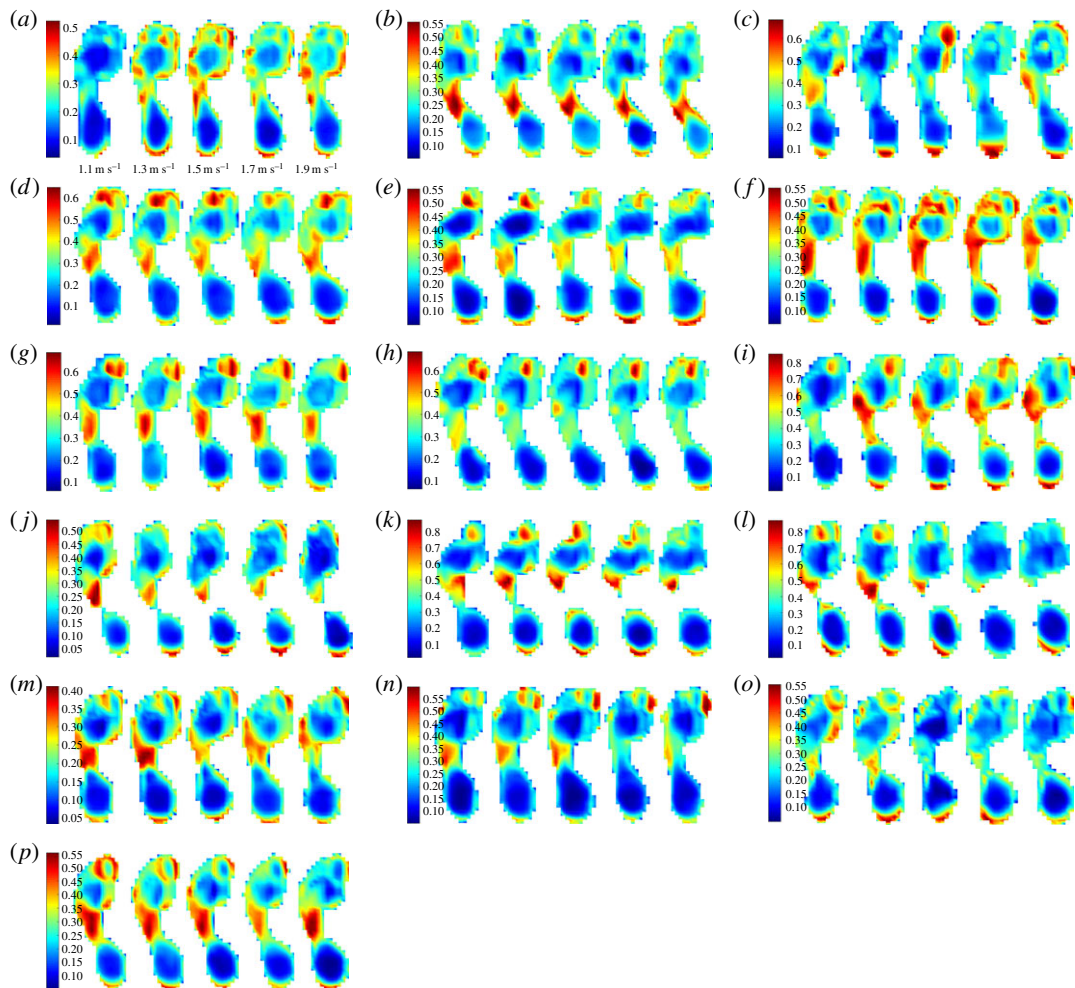 (a) 0.5 0.4 0.3 0.2 0.1
1.1 m s⁻¹ 1.3 m s⁻¹ 1.5 m s⁻¹ 1.7 m s⁻¹ 1.9 m s⁻¹
(b) 0.55 0.50 0.45 0.40 0.35 0.30 0.25 0.20 0.15 0.10
(c) 0.6 0.4 0.2
(d) 0.6 0.5 0.4 0.3 0.2 0.1
(e) 0.55 0.50 0.45 0.40 0.35 0.30 0.25 0.20 0.15 0.10
(f) 0.55 0.50 0.45 0.40 0.35 0.30 0.25 0.20 0.15 0.10
(g) 0.6 0.5 0.4 0.3 0.2 0.1
(h) 0.6 0.5 0.4 0.3 0.2 0.1
(i) 0.8 0.7 0.6 0.5 0.4 0.3 0.2 0.1
(j) 0.50 0.45 0.40 0.35 0.30 0.25 0.20 0.15 0.10 0.05
(k) 0.8 0.7 0.6 0.5 0.4 0.3 0.2 0.1
(l) 0.8 0.7 0.6 0.5 0.4 0.3 0.2 0.1
(m) 0.40 0.35 0.30 0.25 0.20 0.15 0.10 0.05
(n) 0.55 0.50 0.45 0.40 0.35 0.30 0.25 0.20 0.15
(o) 0.55 0.50 0.45 0.40 0.35 0.30 0.25 0.20 0.15 0.10
(p) 0.55 0.50 0.45 0.40 0.35 0.30 0.25 0.20 0.15 0.10